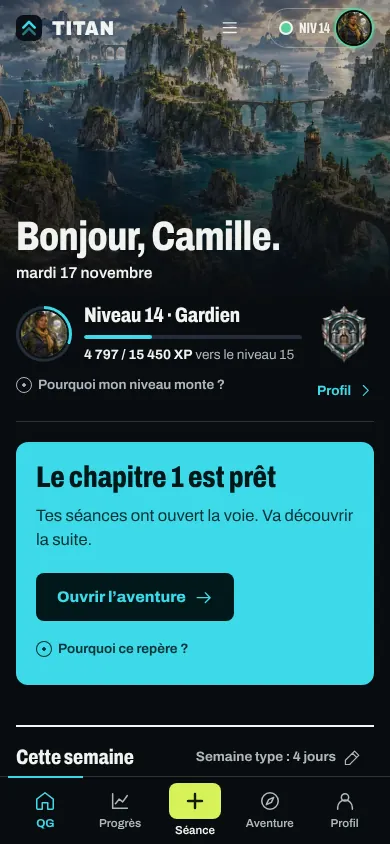 TITAN
NIV 14
Bonjour, Camille.
mardi 17 novembre
Niveau 14 · Gardien
4 797 / 15 450 XP vers le niveau 15
Pourquoi mon niveau monte ?
Profil
Le chapitre 1 est prêt
Tes séances ont ouvert la voie. Va découvrir
la suite.
Ouvrir l’aventure
Pourquoi ce repère ?
Cette semaine
Semaine type : 4 jours
QG
Progrès
Séance
Aventure
Profil